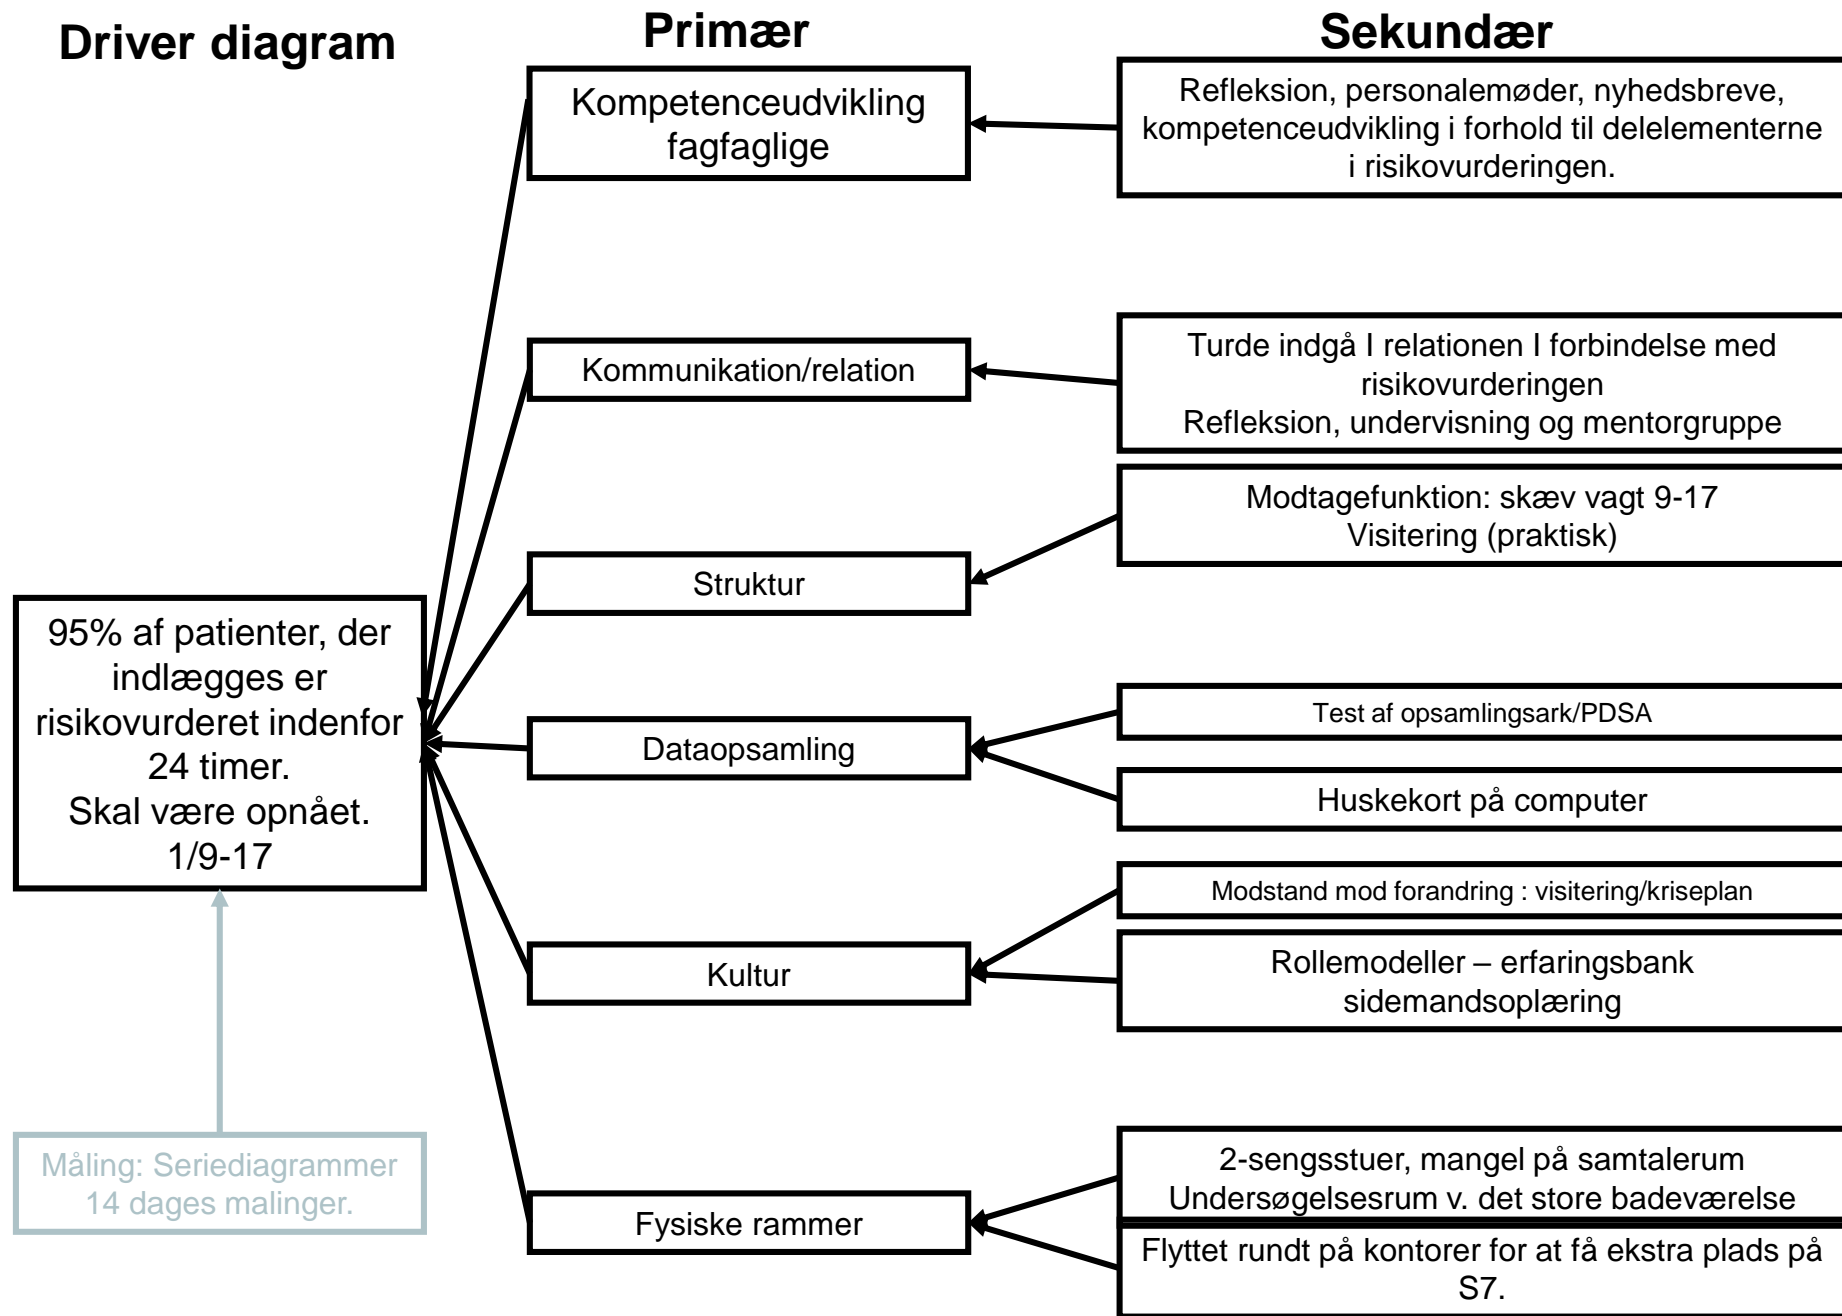 Driver diagram
Primær
Sekundær
Kompetenceudvikling
fagfaglige
Refleksion, personalemøder, nyhedsbreve,
kompetenceudvikling i forhold til delelementerne
i risikovurderingen.
Kommunikation/relation
Turde indgå I relationen I forbindelse med
risikovurderingen
Refleksion, undervisning og mentorgruppe
Struktur
Modtagefunktion: skæv vagt 9-17
Visitering (praktisk)
95% af patienter, der
indlægges er
risikovurderet indenfor
24 timer.
Skal være opnået.
1/9-17
Dataopsamling
Test af opsamlingsark/PDSA
Huskekort på computer
Kultur
Modstand mod forandring : visitering/kriseplan
Rollemodeller – erfaringsbank
sidemandsoplæring
Måling: Seriediagrammer
14 dages malinger.
Fysiske rammer
2-sengsstuer, mangel på samtalerum
Undersøgelsesrum v. det store badeværelse
Flyttet rundt på kontorer for at få ekstra plads på
S7.